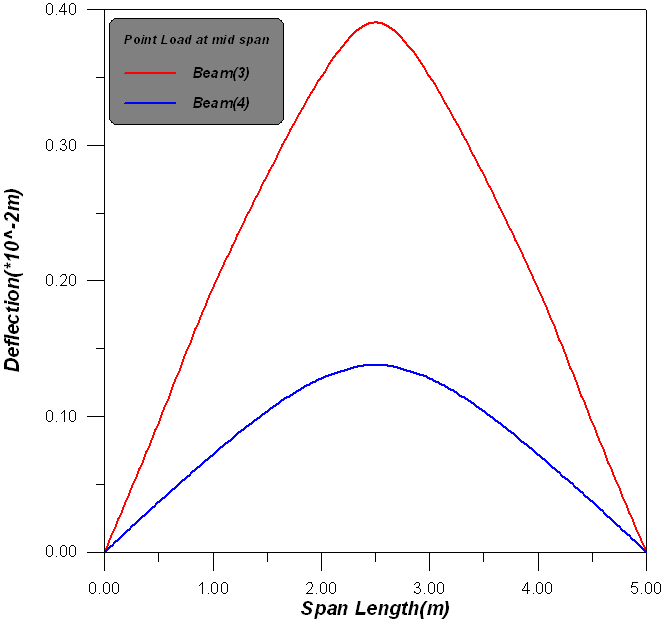 0.40
Point Load at mid span
Beam(3)
Beam(4)
0.30
0.20
0.10
0.00
Deflection(*10^-2m)
0.00 1.00 2.00 3.00 4.00 5.00
Span Length(m)